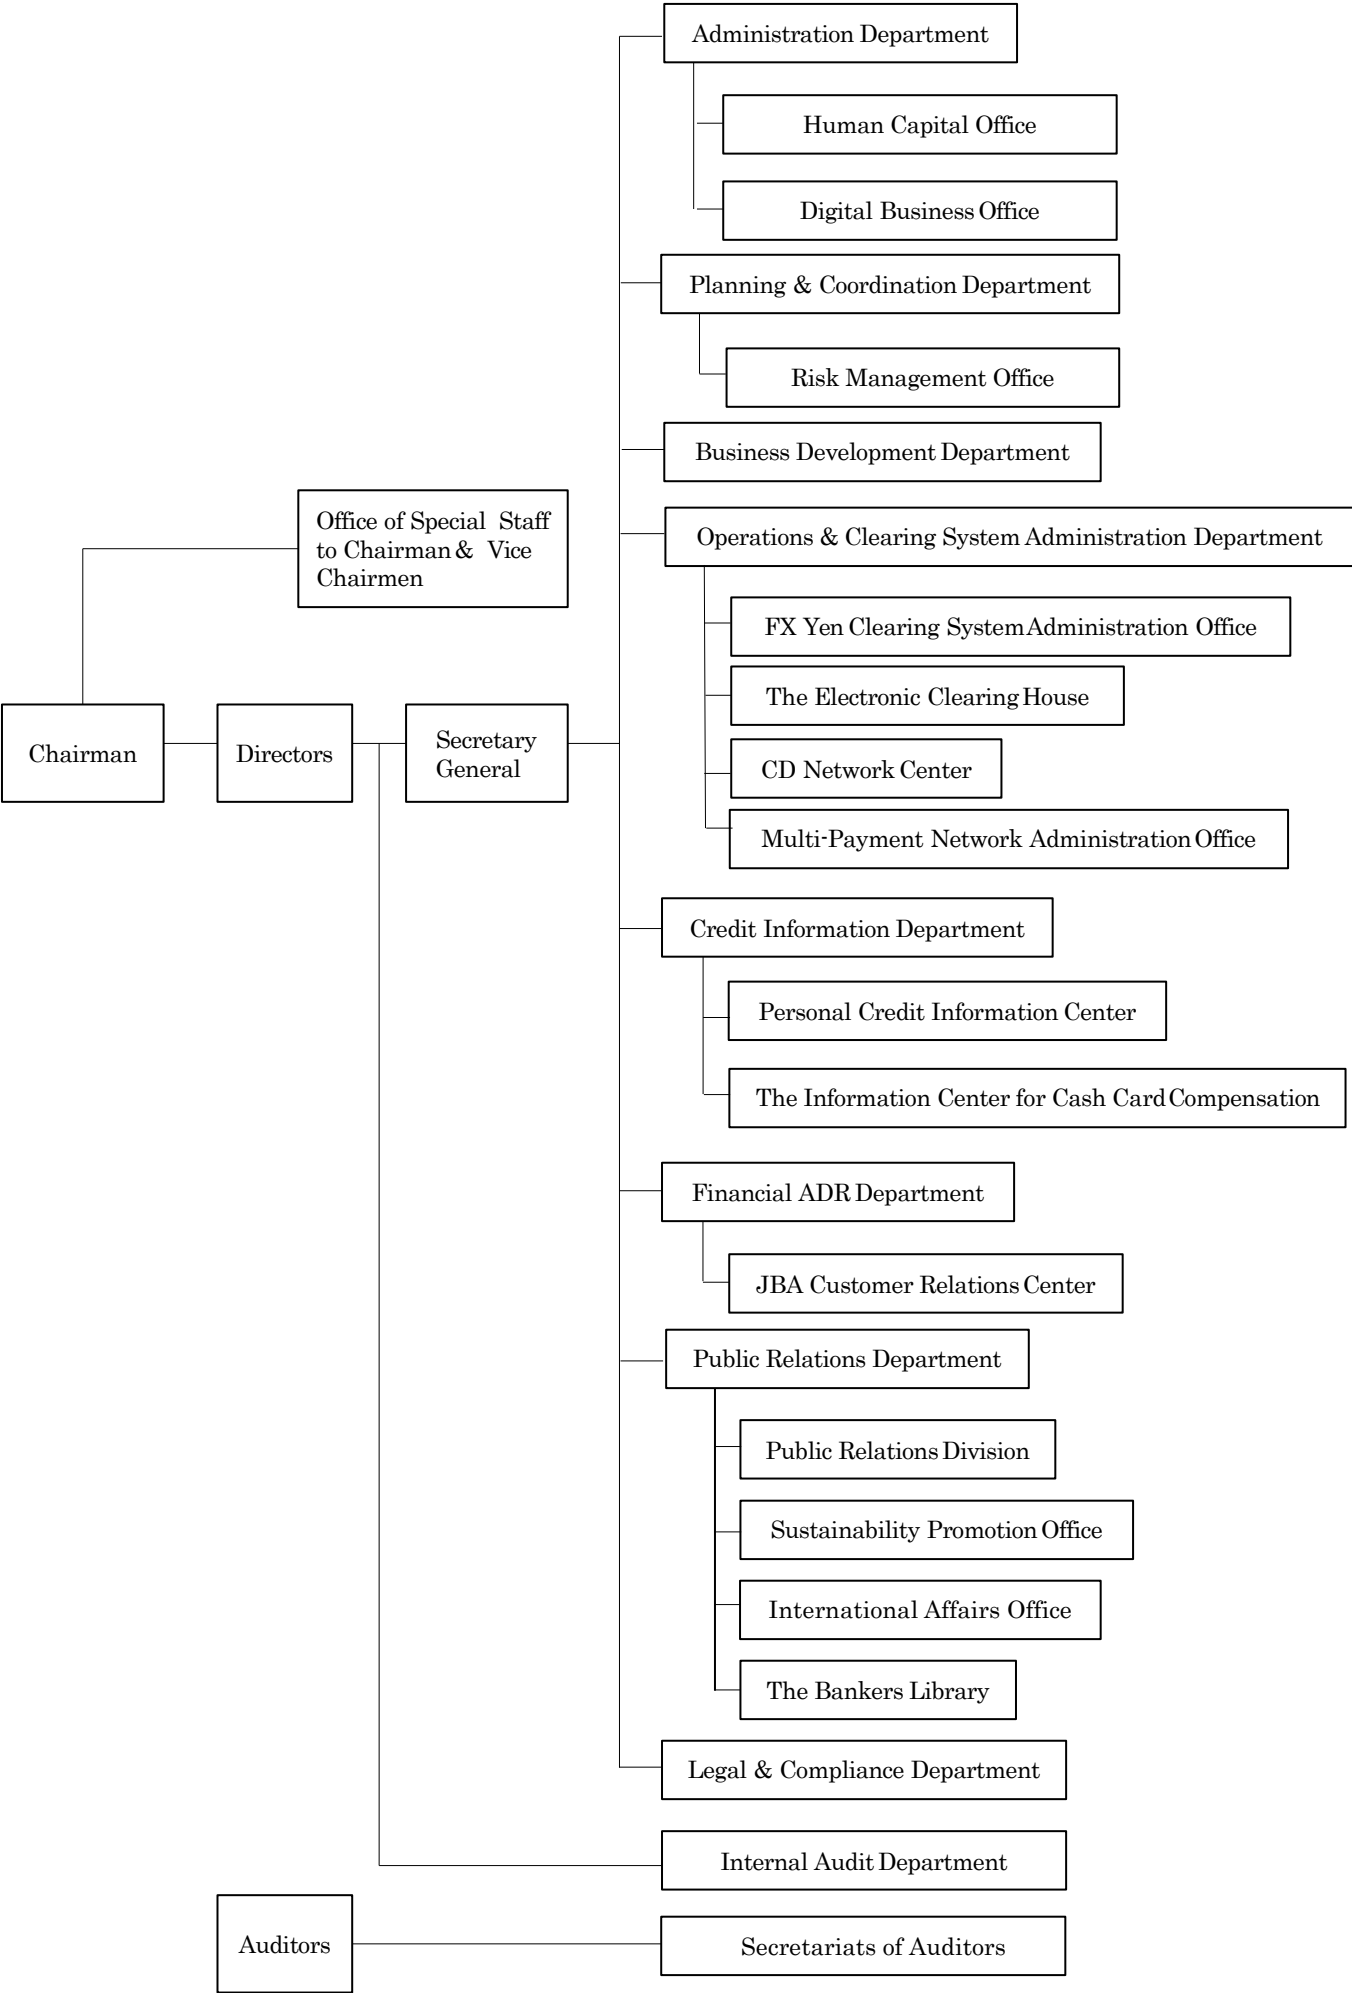 Administration Department
Human Capital Office
Digital Business Office
Planning & Coordination Department
Risk Management Office
Business Development Department
Office of Special Staff
to Chairman & Vice
Chairmen
Operations & Clearing System Administration Department
FX Yen Clearing System Administration Office
The Electronic Clearing House
Chairman
Directors
Secretary
General
CD Network Center
Multi-Payment Network Administration Office
Credit Information Department
Personal Credit Information Center
The Information Center for Cash Card Compensation
Financial ADR Department
JBA Customer Relations Center
Public Relations Department
Public Relations Division
Sustainability Promotion Office
International Affairs Office
The Bankers Library
Legal & Compliance Department
Internal Audit Department
Auditors
Secretariats of Auditors